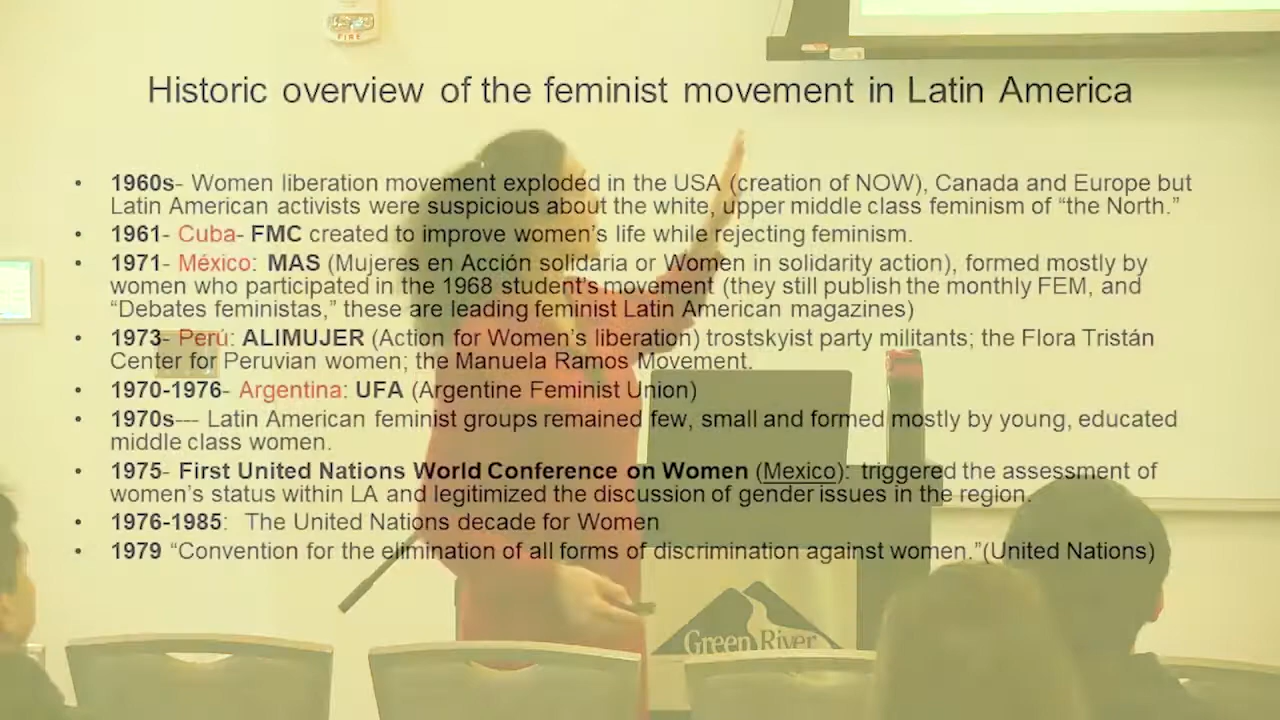 FIRE
Historic overview of the feminist movement in Latin America
• 1960s- Women liberation movement exploded in the USA (creation of NOW), Canada and Europe but
Latin American activists were suspicious about the white, upper middle class feminism of “the North.”
• 1961- Cuba- FMC created to improve women’s life while rejecting feminism.
• 1971- México: MAS (Mujeres en Acción solidaria or Women in solidarity action), formed mostly by
women who participated in the 1968 student’s movement (they still publish the monthly FEM, and
“Debates feministas,” these are leading feminist Latin American magazines)
• 1973- Perú: ALIMUJER (Action for Women’s liberation) trostskyist party militants; the Flora Tristán
Center for Peruvian women; the Manuela Ramos Movement.
• 1970-1976- Argentina: UFA (Argentine Feminist Union)
• 1970s--- Latin American feminist groups remained few, small and formed mostly by young, educated
middle class women.
• 1975- First United Nations World Conference on Women (Mexico): triggered the assessment of
women’s status within LA and legitimized the discussion of gender issues in the region.
• 1976-1985: The United Nations decade for Women
• 1979 “Convention for the elimination of all forms of discrimination against women.”(United Nations)
Green River